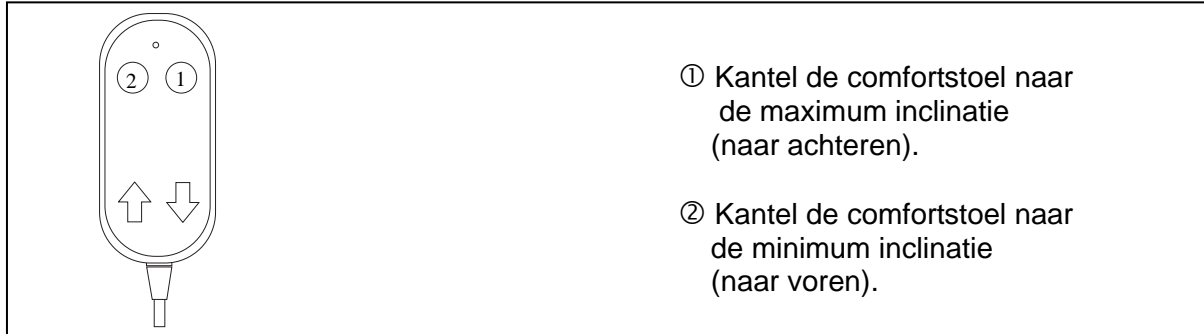 2 1
① Kantel de comfortstoel naar
de maximum inclinatie
(naar achteren).
② Kantel de comfortstoel naar
de minimum inclinatie
(naar voren).